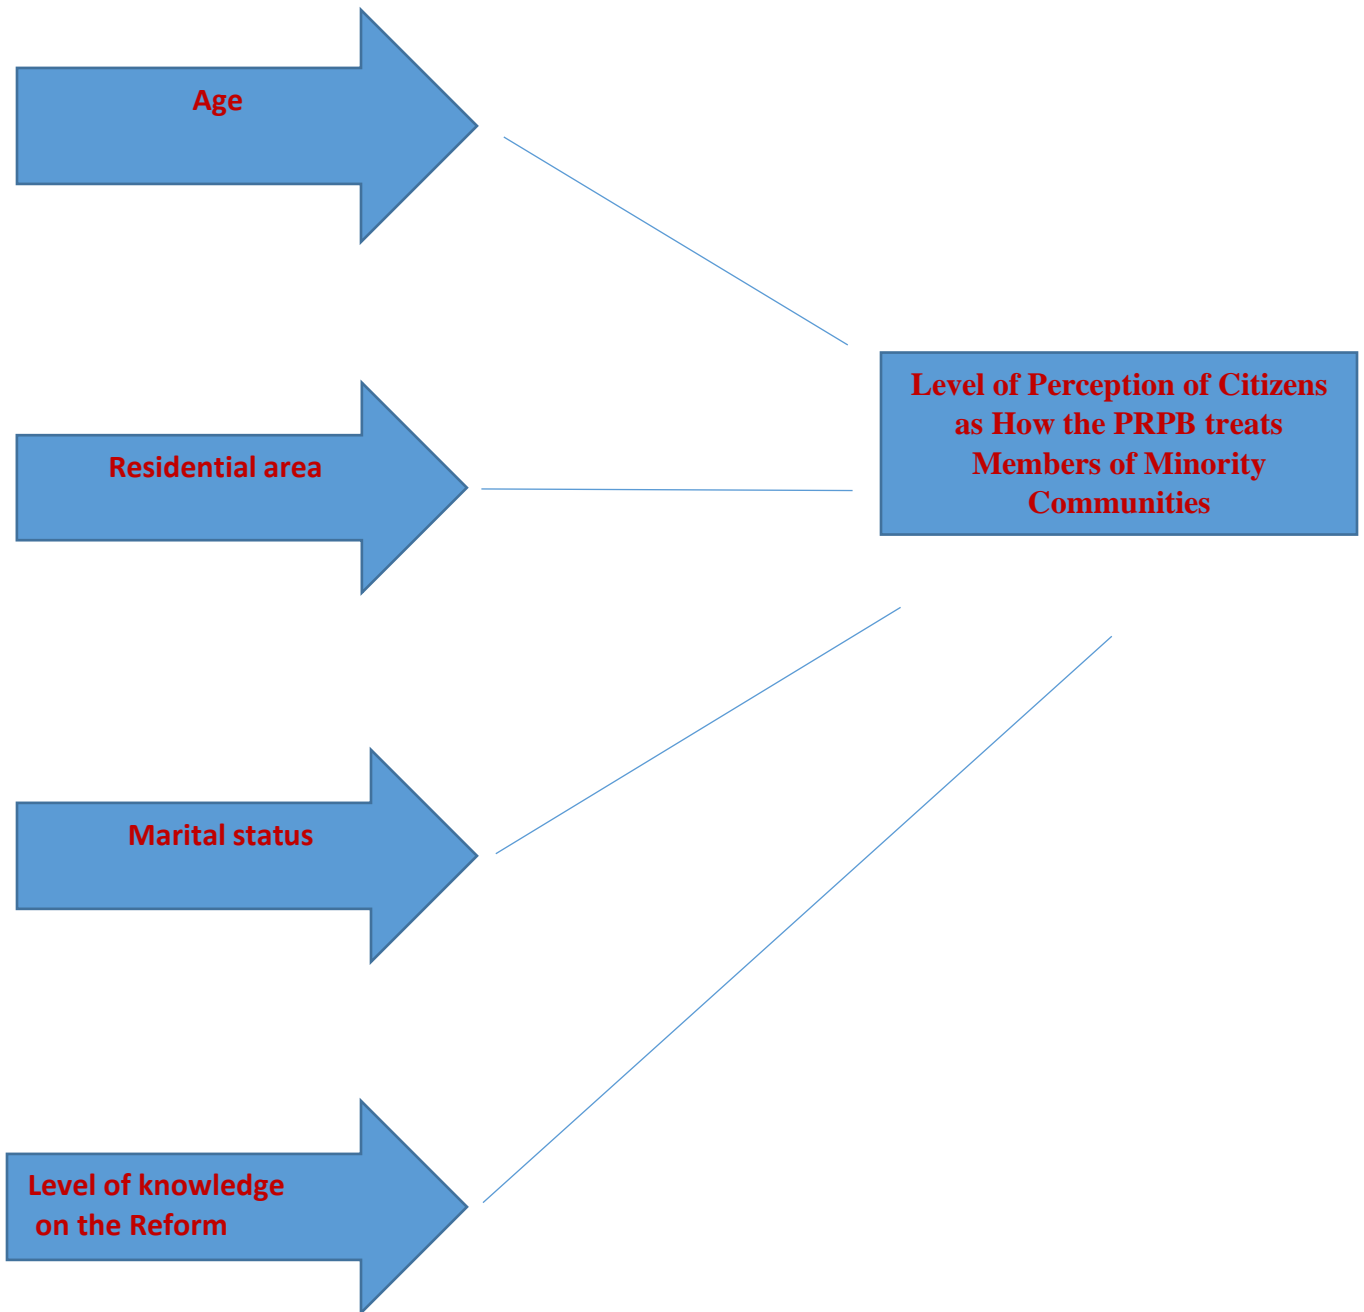 Age
Residential area
Level of Perception of Citizens
as How the PRPB treats
Members of Minority
Communities
Marital status
Level of knowledge
on the Reform